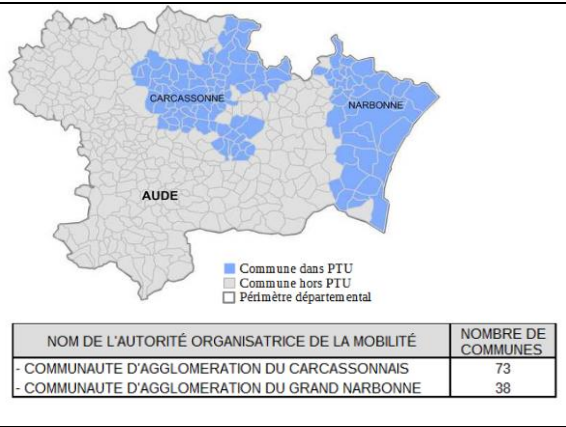 CARCASSONNE
NARBONNE
AUDE
Commune dans PTU
Commune hors PTU
Périmètre départemental
NOM DE L'AUTORITÉ ORGANISATRICE DE LA MOBILITÉ
NOMBRE DE
COMMUNES
- COMMUNAUTE D'AGGLOMERATION DU CARCASSONNAIS
73
- COMMUNAUTE D'AGGLOMERATION DU GRAND NARBONNE
38